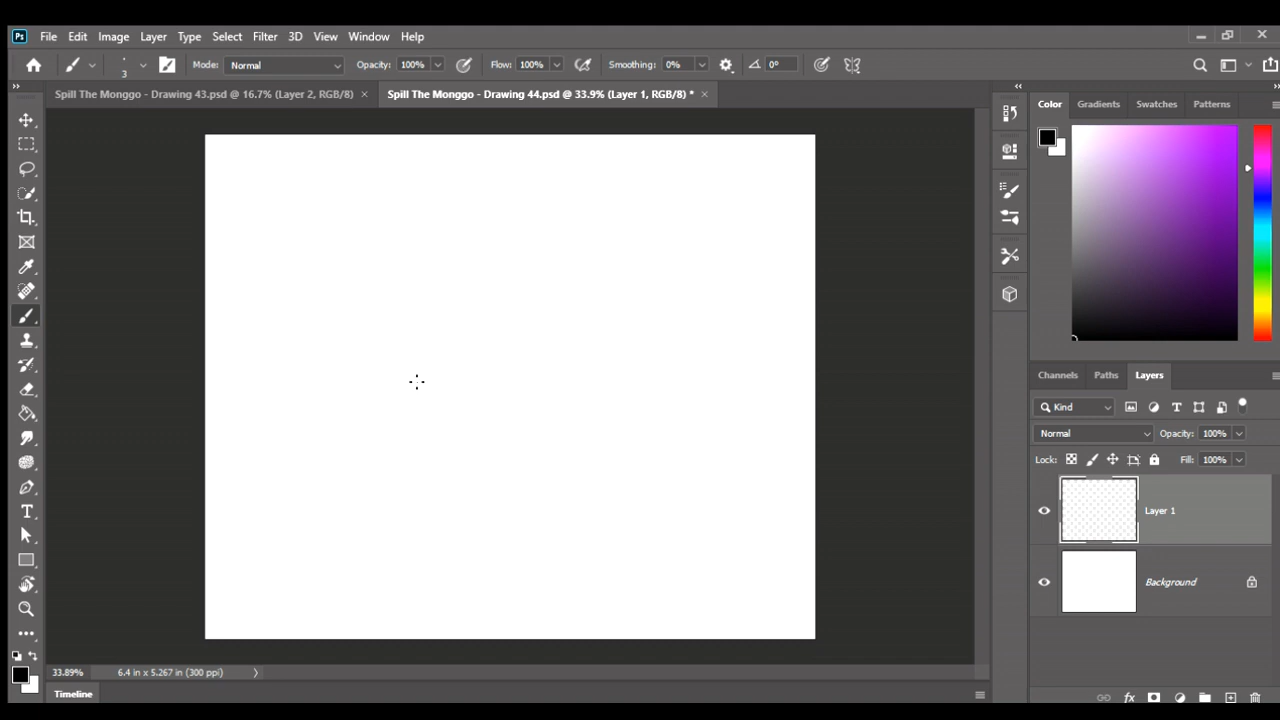 Ps File Edit Image Layer Type Select Filter 3D View Window Help
3 Mode: Normal Opacity: 100% Flow: 100% Smoothing: 0% 0°
Spill The Monggo - Drawing 43.psd @ 16.7% (Layer 2, RGB/8) × Spill The Monggo - Drawing 44.psd @ 33.9% (Layer 1, RGB/8) * ×
Color Gradients Swatches Patterns
Channels Paths Layers
Kind
Normal Opacity: 100%
Lock: Fill: 100%
Layer 1
Background
33.89% 6.4 in x 5.267 in (300 ppi)
Timeline